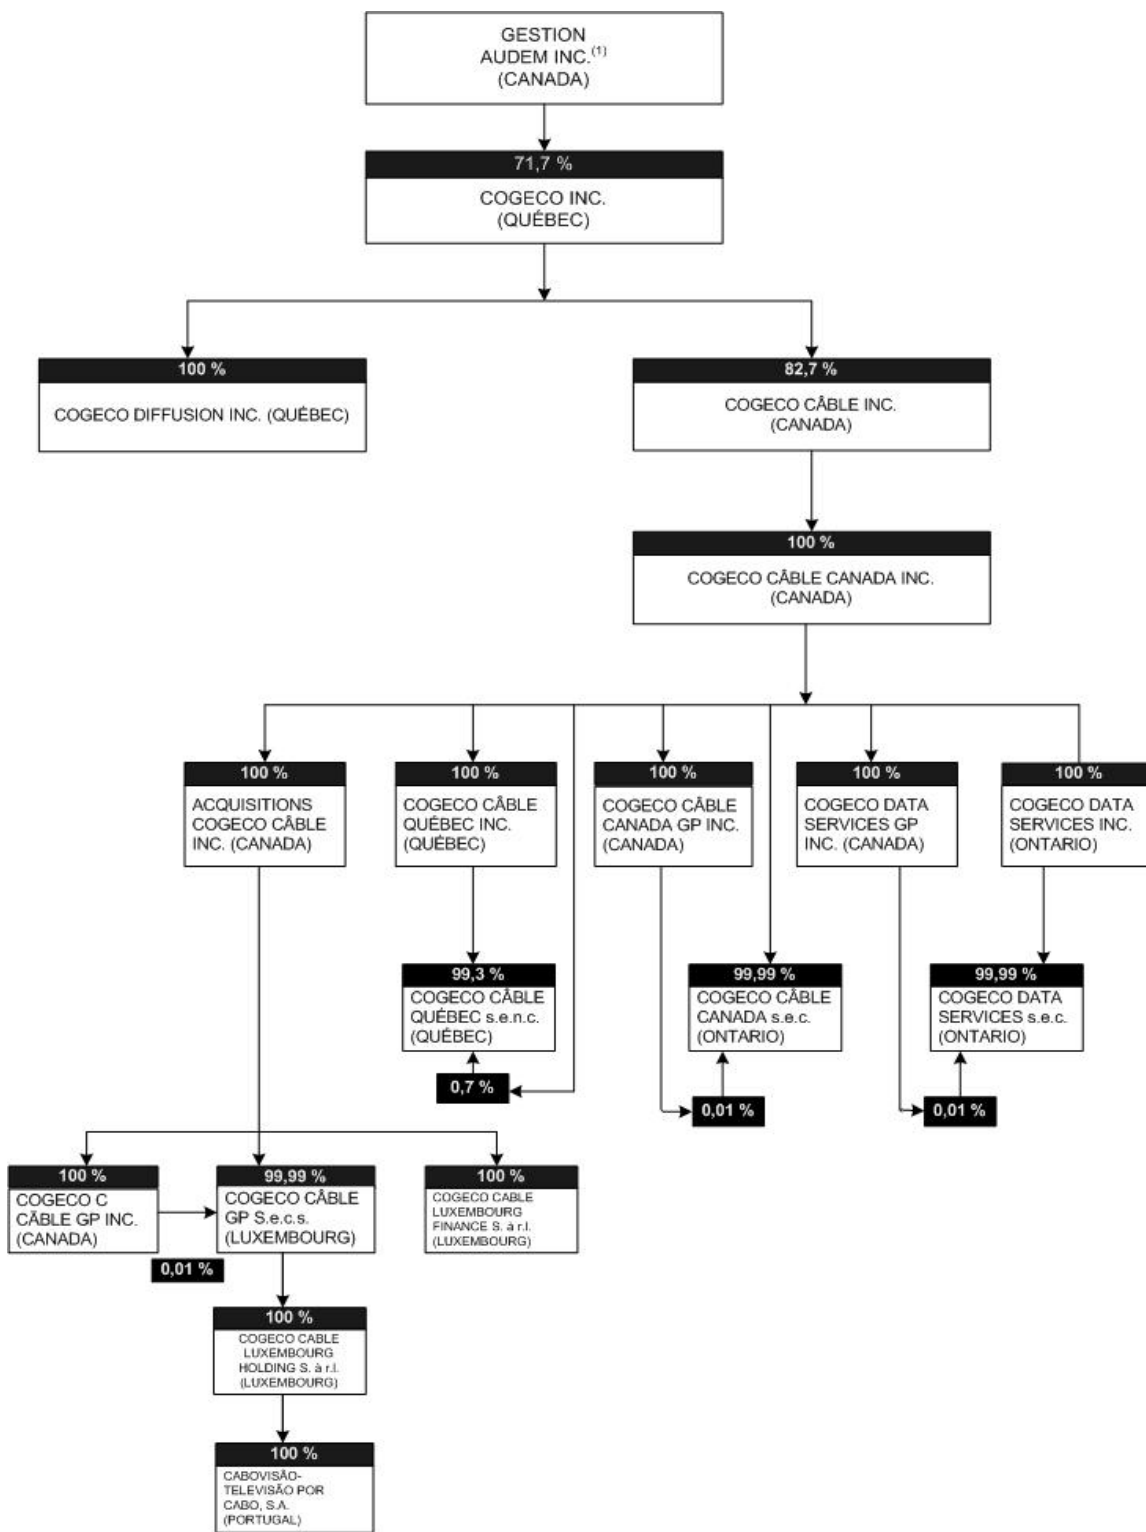 GESTION
AUDEM INC.(1)
(CANADA)
71,7 %
COGECO INC.
(QUÉBEC)
100 %
COGECO DIFFUSION INC. (QUÉBEC)
82,7 %
COGECO CÂBLE INC.
(CANADA)
100 %
COGECO CÂBLE CANADA INC.
(CANADA)
100 %
ACQUISITIONS
COGECO CÂBLE
INC. (CANADA)
100 %
COGECO CÂBLE
QUÉBEC INC.
(QUÉBEC)
100 %
COGECO CÂBLE
CANADA GP INC.
(CANADA)
100 %
COGECO DATA
SERVICES GP
INC. (CANADA)
100 %
COGECO DATA
SERVICES INC.
(ONTARIO)
99,3 %
COGECO CÂBLE
QUÉBEC s.e.n.c.
(QUÉBEC)
0,7 %
99,99 %
COGECO CÂBLE
CANADA s.e.c.
(ONTARIO)
0,01 %
99,99 %
COGECO DATA
SERVICES s.e.c.
(ONTARIO)
0,01 %
100 %
COGECO C
CÂBLE GP INC.
(CANADA)
0,01 %
99,99 %
COGECO CÂBLE
GP S.e.c.s.
(LUXEMBOURG)
100 %
COGECO CABLE
LUXEMBOURG
FINANCE S. à r.l.
(LUXEMBOURG)
100 %
COGECO CABLE
LUXEMBOURG
HOLDING S. à r.l.
(LUXEMBOURG)
100 %
CABOVISÃO-
TELEVISÃO POR
CABO, S.A.
(PORTUGAL)